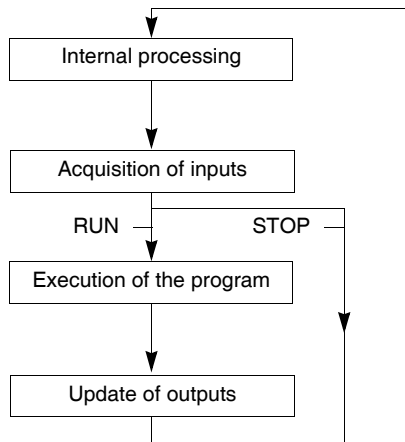 Internal processing
Acquisition of inputs
RUN STOP
Execution of the program
Update of outputs